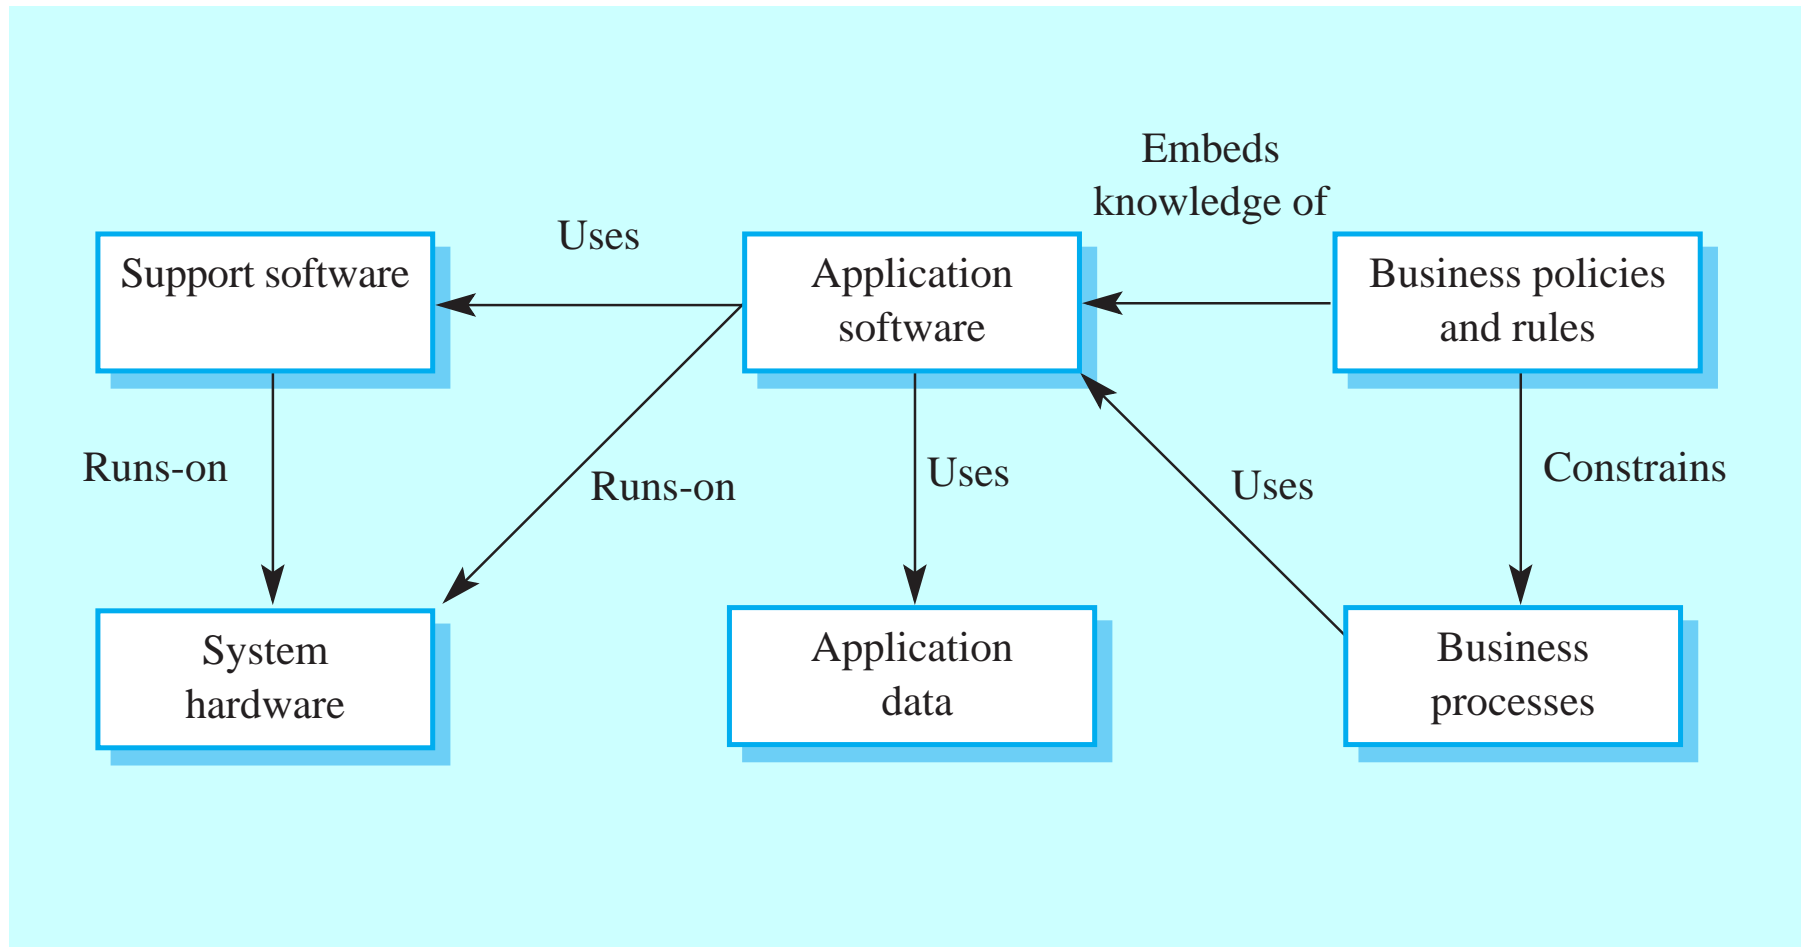 Embeds
knowledge of
Uses
Support software
Application
software
Business policies
and rules
Runs-on
Runs-on
Uses
Uses
Constrains
System
hardware
Application
data
Business
processes